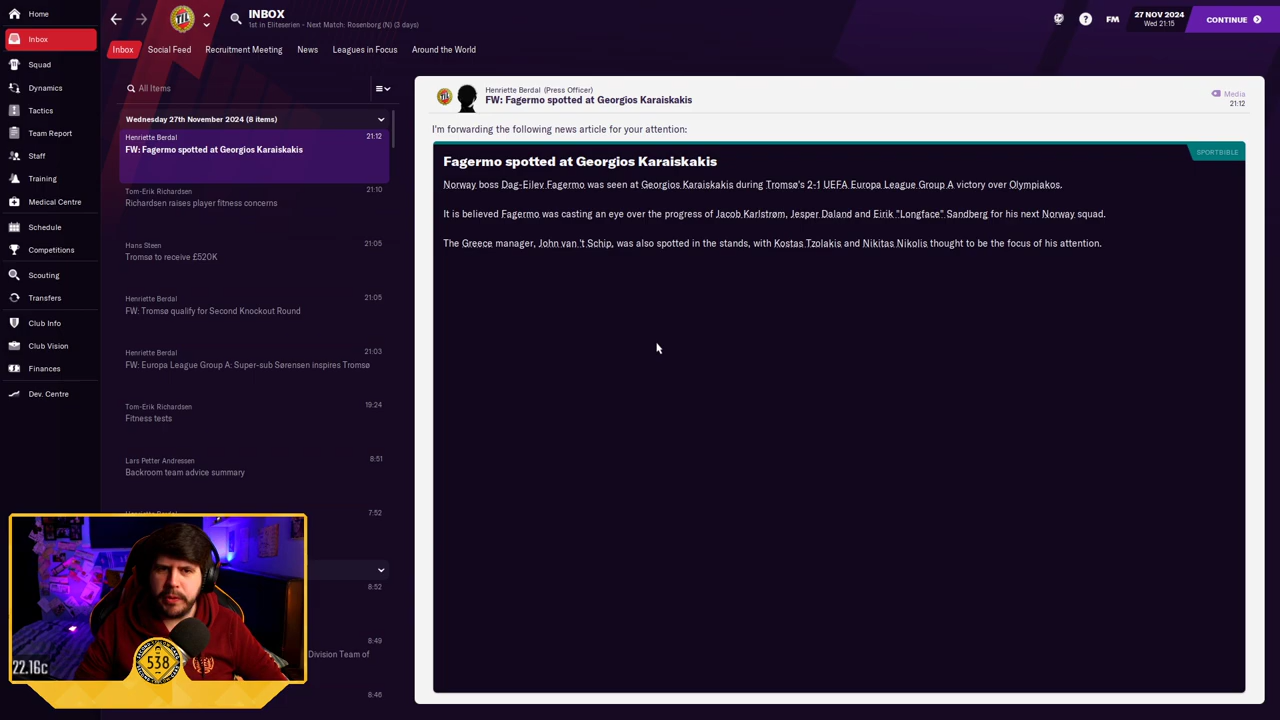 Home
Inbox
Squad
Dynamics
Tactics
Team Report
Staff
Training
Medical Centre
Schedule
Competitions
Scouting
Transfers
Club Info
Club Vision
Finances
Dev. Centre
INBOX
1st in Eliteserien - Next Match: Rosenborg (N) (3 days)
FM
27 NOV 2024
Wed 21:15
CONTINUE
Inbox
Social Feed
Recruitment Meeting
News
Leagues in Focus
Around the World
All Items
Wednesday 27th November 2024 (8 items)
Henriette Berdal 21:12
FW: Fagermo spotted at Georgios Karaiskakis
Tom-Erik Richardsen 21:10
Richardsen raises player fitness concerns
Hans Steen 21:05
Tromsø to receive £520K
Henriette Berdal 21:05
FW: Tromsø qualify for Second Knockout Round
Henriette Berdal 21:03
FW: Europa League Group A: Super-sub Sørensen inspires Tromsø
Tom-Erik Richardsen 19:24
Fitness tests
Lars Petter Andressen 8:51
Backroom team advice summary
7:52
8:52
8:49
Division Team of
8:46
Henriette Berdal (Press Officer)
FW: Fagermo spotted at Georgios Karaiskakis
Media
21:12
I'm forwarding the following news article for your attention:
SPORTBIBLE
Fagermo spotted at Georgios Karaiskakis
Norway boss Dag-Eilev Fagermo was seen at Georgios Karaiskakis during Tromsø's 2-1 UEFA Europa League Group A victory over Olympiakos.
It is believed Fagermo was casting an eye over the progress of Jacob Karlstrøm, Jesper Daland and Eirik "Longface" Sandberg for his next Norway squad.
The Greece manager, John van 't Schip, was also spotted in the stands, with Kostas Tzolakis and Nikitas Nikolis thought to be the focus of his attention.
22.16c
538